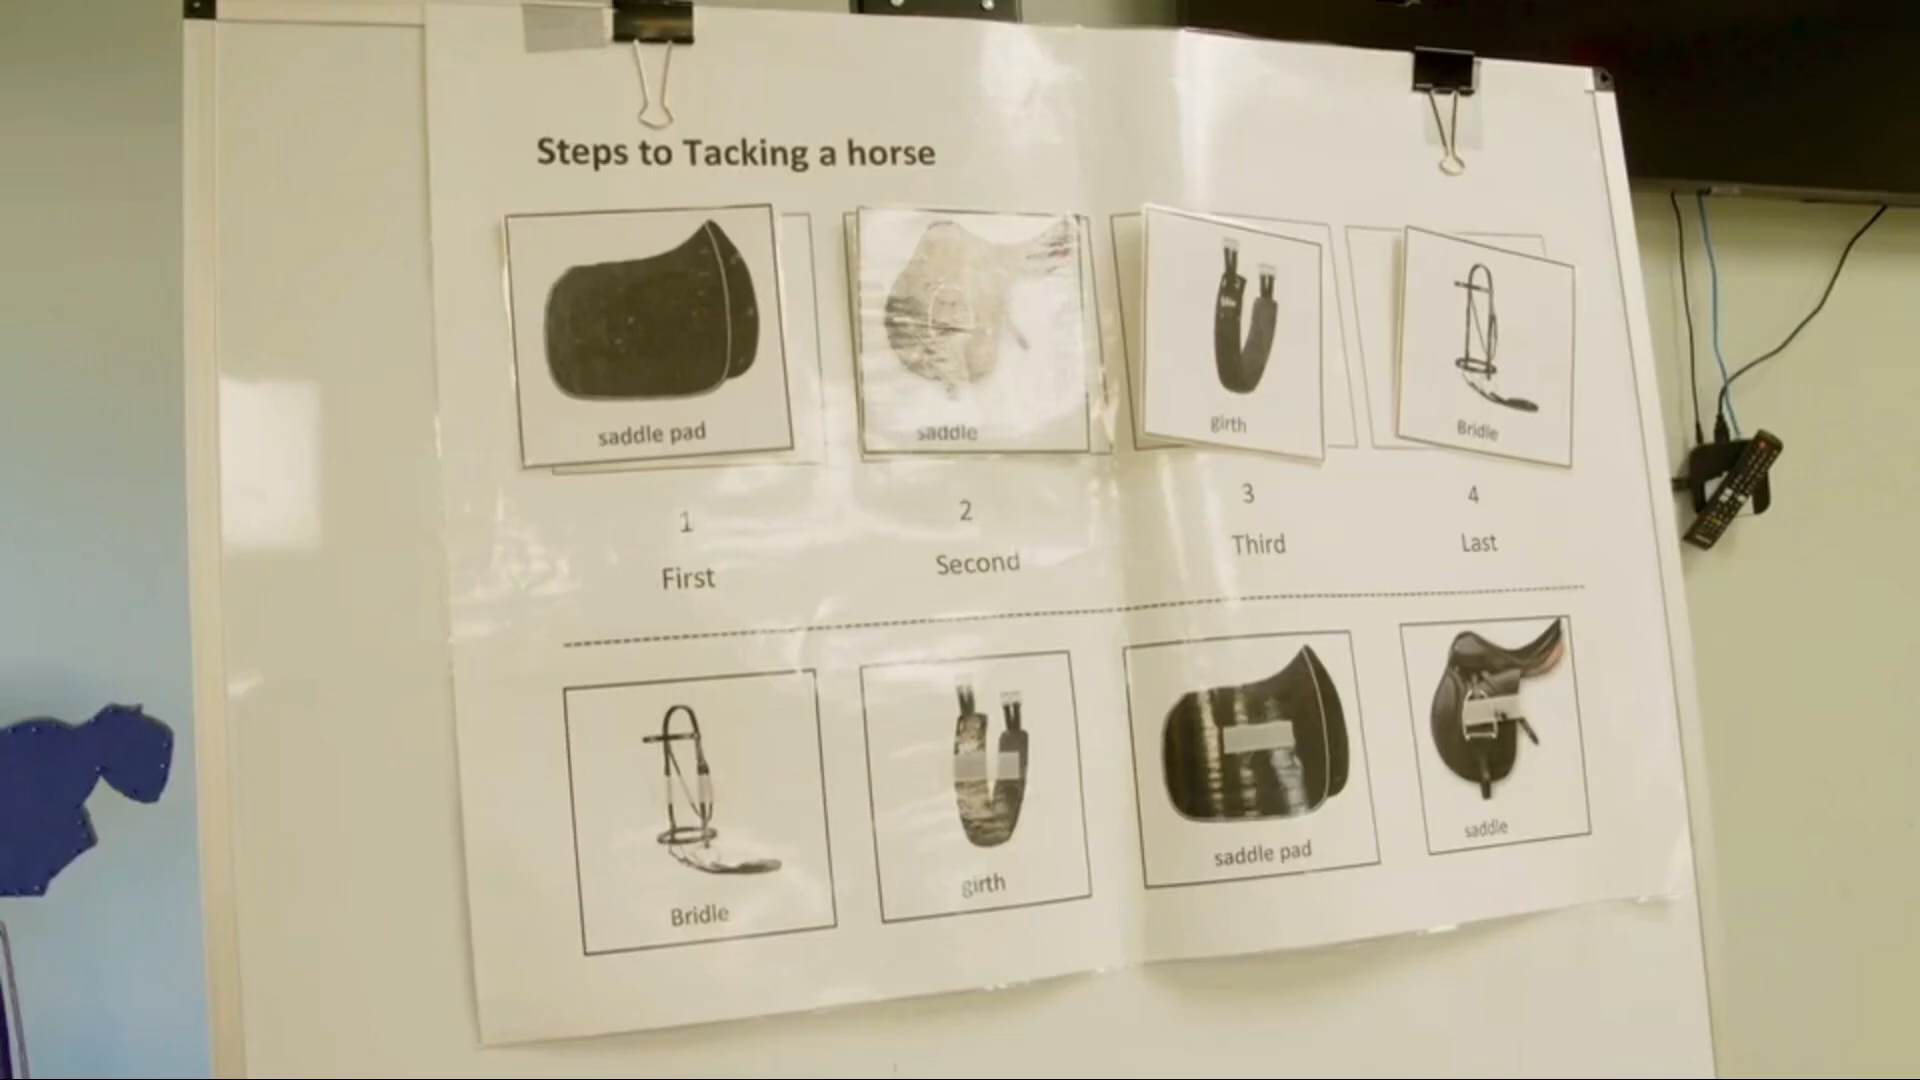 Steps to Tacking a horse
saddle pad
saddle
girth
Bridle
1
2
3
4
First
Second
Third
Last
Bridle
girth
saddle pad
saddle